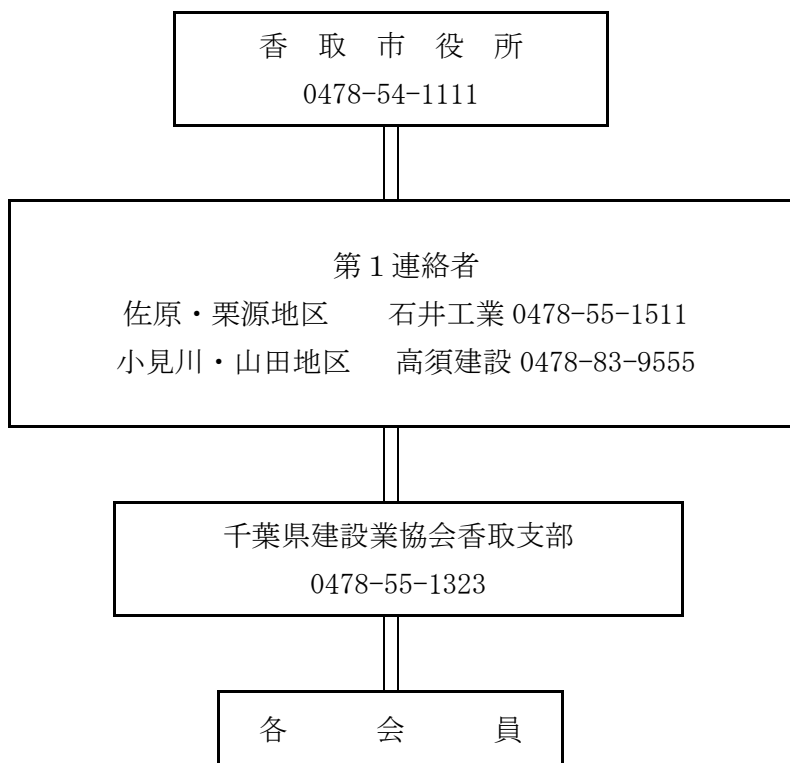 香取市役所
0478-54-1111
第１連絡者
佐原・栗源地区　石井工業 0478-55-1511
小見川・山田地区　高須建設 0478-83-9555
千葉県建設業協会香取支部
0478-55-1323
各会員